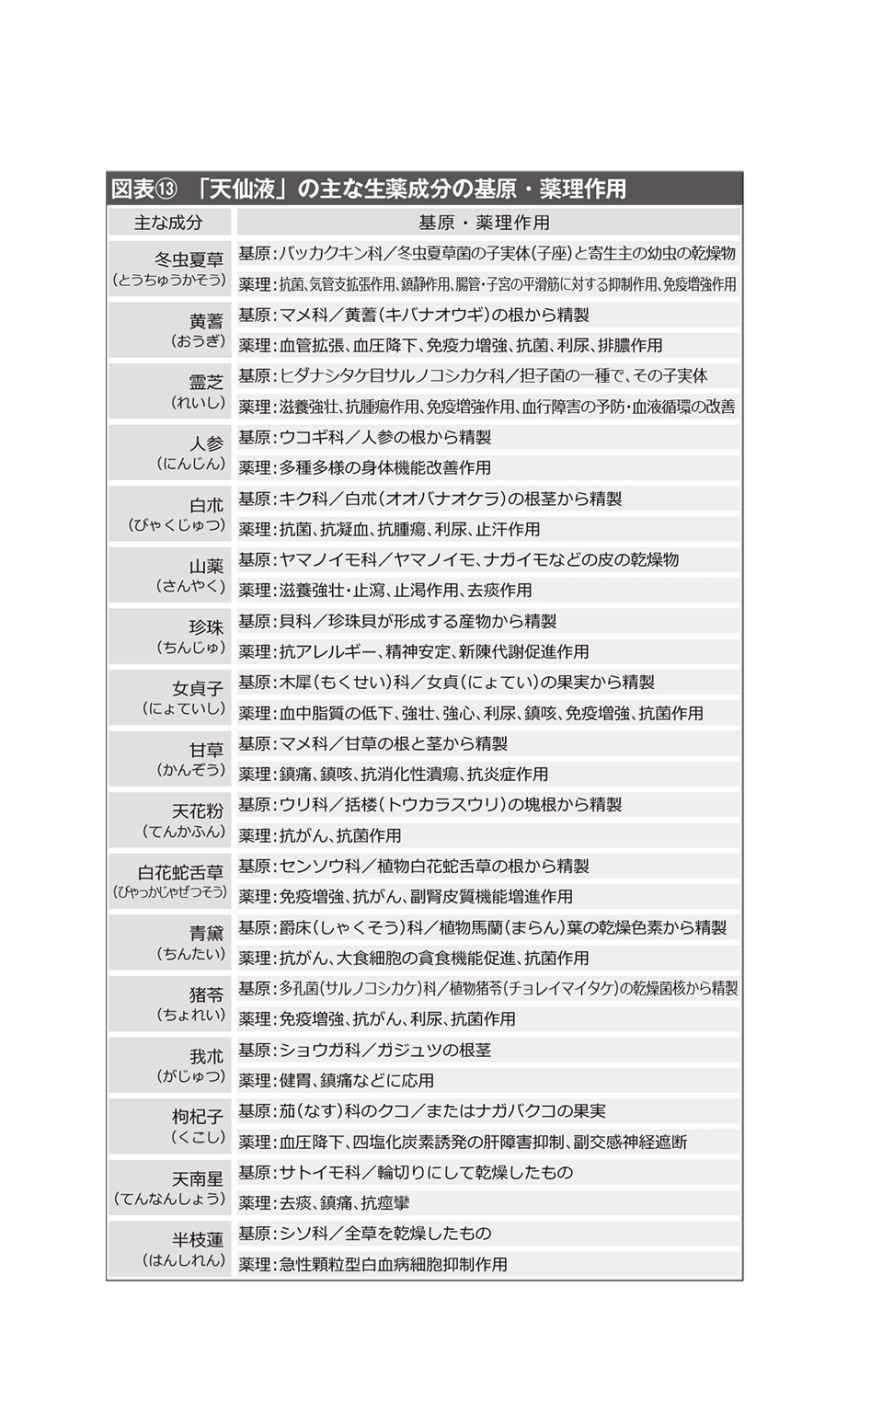 図表⑬ 「天仙液」の主な生薬成分の基原・薬理作用
主な成分
基原・薬理作用
冬虫夏草
(とうちゅうかそう)
基原:バッカクキン科／冬虫夏草菌の子実体(子座)と寄生主の幼虫の乾燥物
薬理:抗菌、気管支拡張作用、鎮静作用、腸管・子宮の平滑筋に対する抑制作用、免疫増強作用
黄蓍
(おうぎ)
基原:マメ科／黄蓍(キバナオウギ)の根から精製
薬理:血管拡張、血圧降下、免疫力増強、抗菌、利尿、排膿作用
霊芝
(れいし)
基原:ヒダナシタケ目サルノコシカケ科／担子菌の一種で、その子実体
薬理:滋養強壮、抗腫瘍作用、免疫増強作用、血行障害の予防・血液循環の改善
人参
(にんじん)
基原:ウコギ科／人参の根から精製
薬理:多種多様の身体機能改善作用
白朮
(びゃくじゅつ)
基原:キク科／白朮(オオバナオケラ)の根茎から精製
薬理:抗菌、抗凝血、抗腫瘍、利尿、止汗作用
山薬
(さんやく)
基原:ヤマノイモ科／ヤマノイモ、ナガイモなどの皮の乾燥物
薬理:滋養強壮・止瀉、止渇作用、去痰作用
珍珠
(ちんじゅ)
基原:貝科／珍珠貝が形成する産物から精製
薬理:抗アレルギー、精神安定、新陳代謝促進作用
女貞子
(にょていし)
基原:木犀(もくせい)科／女貞(にょてい)の果実から精製
薬理:血中脂質の低下、強壮、強心、利尿、鎮咳、免疫増強、抗菌作用
甘草
(かんぞう)
基原:マメ科／甘草の根と茎から精製
薬理:鎮痛、鎮咳、抗消化性潰瘍、抗炎症作用
天花粉
(てんかふん)
基原:ウリ科／括楼(トウカラスウリ)の塊根から精製
薬理:抗がん、抗菌作用
白花蛇舌草
(びゃっかじゃぜつそう)
基原:センソウ科／植物白花蛇舌草の根から精製
薬理:免疫増強、抗がん、副腎皮質機能増進作用
青黛
(ちんたい)
基原:爵床(しゃくそう)科／植物馬蘭(まらん)葉の乾燥色素から精製
薬理:抗がん、大食細胞の貪食機能促進、抗菌作用
猪苓
(ちょれい)
基原:多孔菌(サルノコシカケ)科／植物猪苓(チョレイマイタケ)の乾燥菌核から精製
薬理:免疫増強、抗がん、利尿、抗菌作用
我朮
(がじゅつ)
基原:ショウガ科／ガジュツの根茎
薬理:健胃、鎮痛などに応用
枸杞子
(くこし)
基原:茄(なす)科のクコ／またはナガバクコの果実
薬理:血圧降下、四塩化炭素誘発の肝障害抑制、副交感神経遮断
天南星
(てんなんしょう)
基原:サトイモ科／輪切りにして乾燥したもの
薬理:去痰、鎮痛、抗痙攣
半枝蓮
(はんしれん)
基原:シソ科／全草を乾燥したもの
薬理:急性顆粒型白血病細胞抑制作用